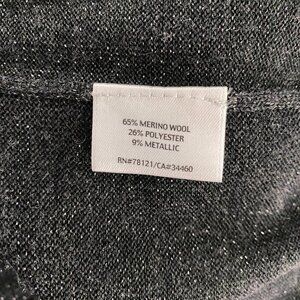 65% MERINO WOOL
26% POLYESTER
9% METALLIC
RN#78121/CA#34460